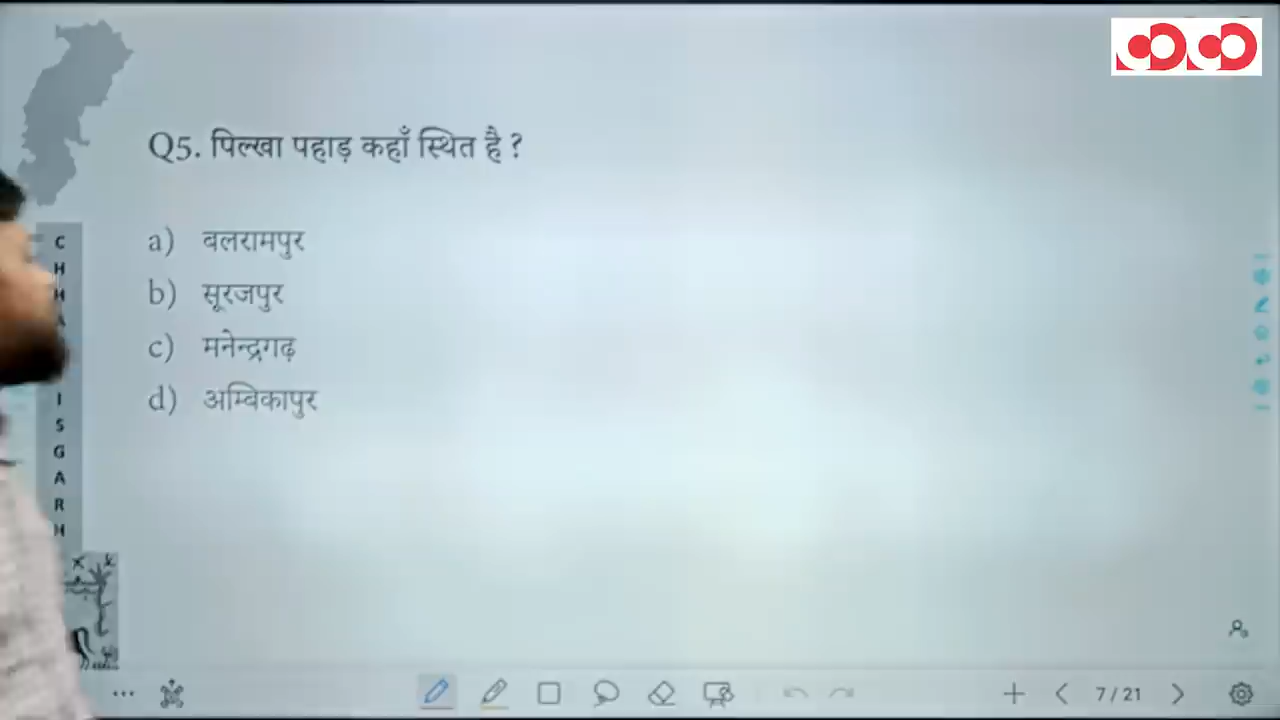 Q5. पिल्खा पहाड़ कहाँ स्थित है ?
a) बलरामपुर
b) सूरजपुर
c) मनेन्द्रगढ़
d) अम्बिकापुर
C
H
H
A
I
S
G
A
R
H
7 / 21